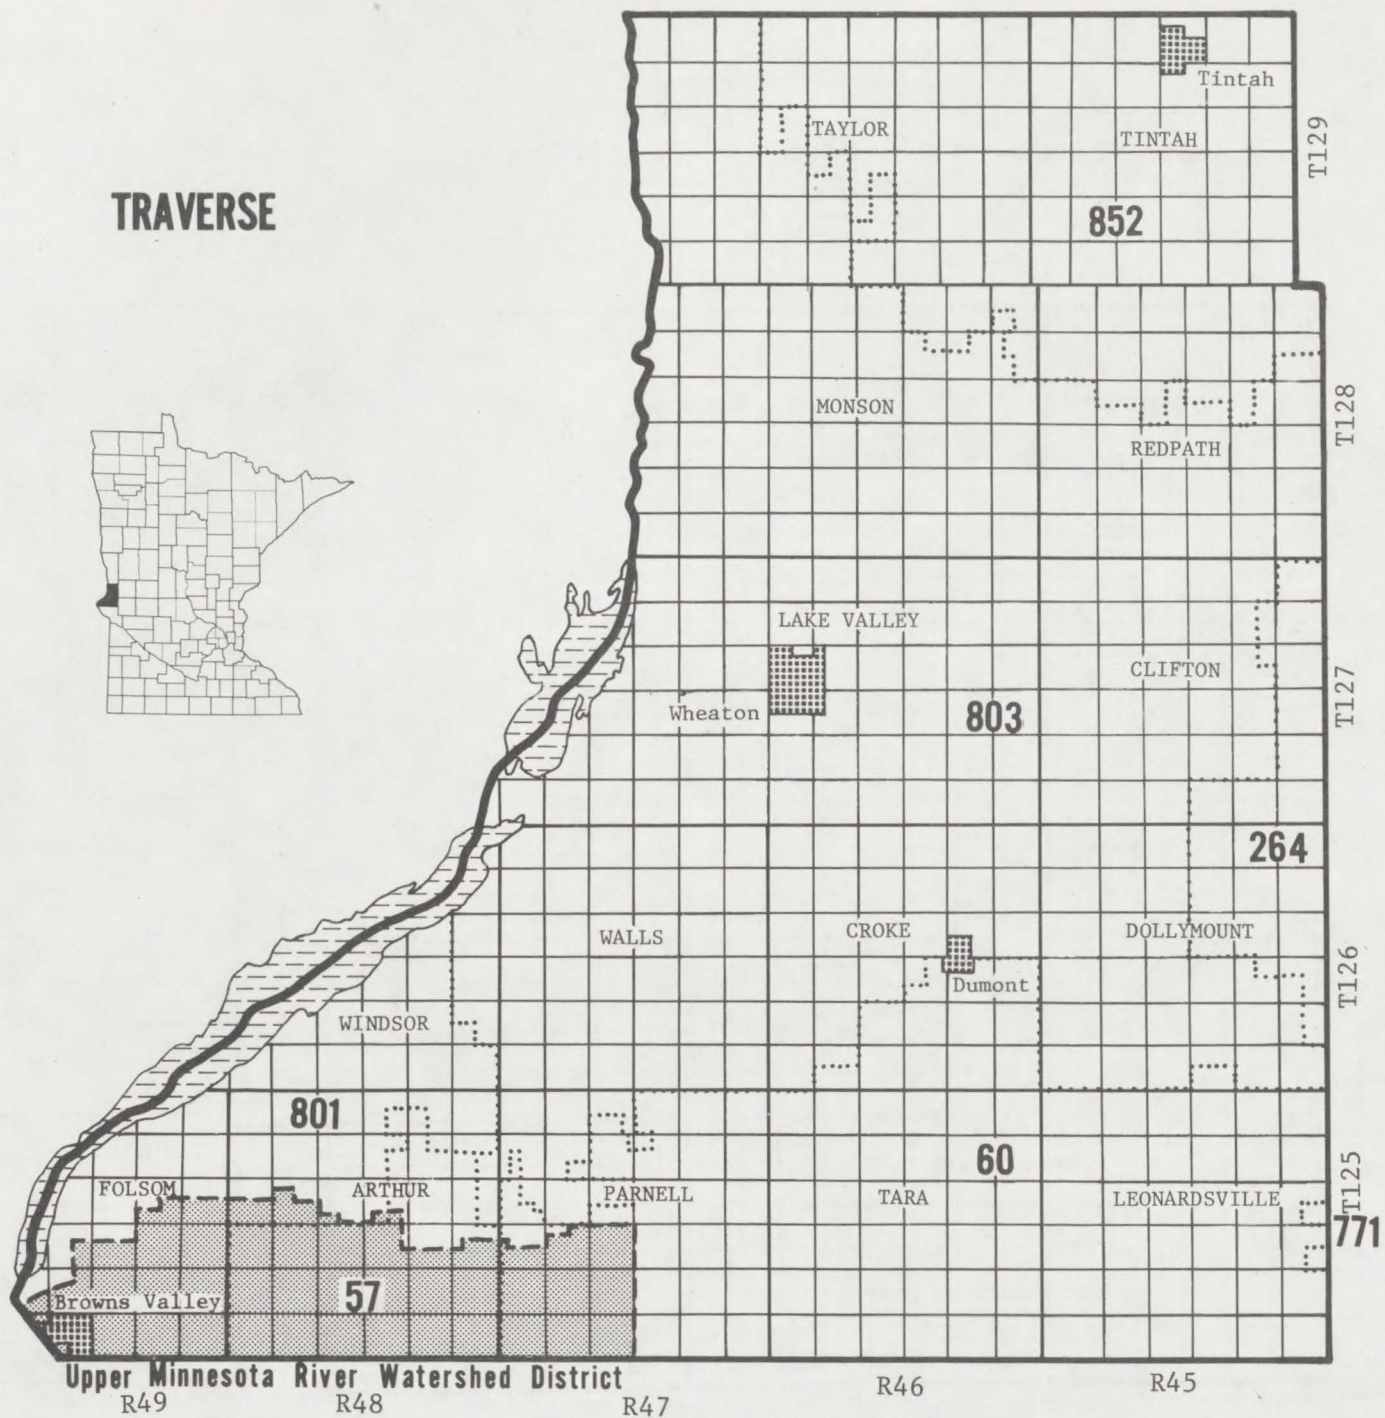 Tintah
TAYLOR
TINTAH
T129
TRAVERSE
852
MONSON
T128
REDPATH
LAKE VALLEY
CLIFTON
T127
Wheaton
803
264
WALLS
CROKE
DOLLYMOUNT
T126
Dumont
WINDSOR
801
60
FOLSOM
ARTHUR
PARNELL
TARA
LEONARDSVILLE
T125
771
57
Browns Valley
Upper Minnesota River Watershed District
R49
R48
R47
R46
R45